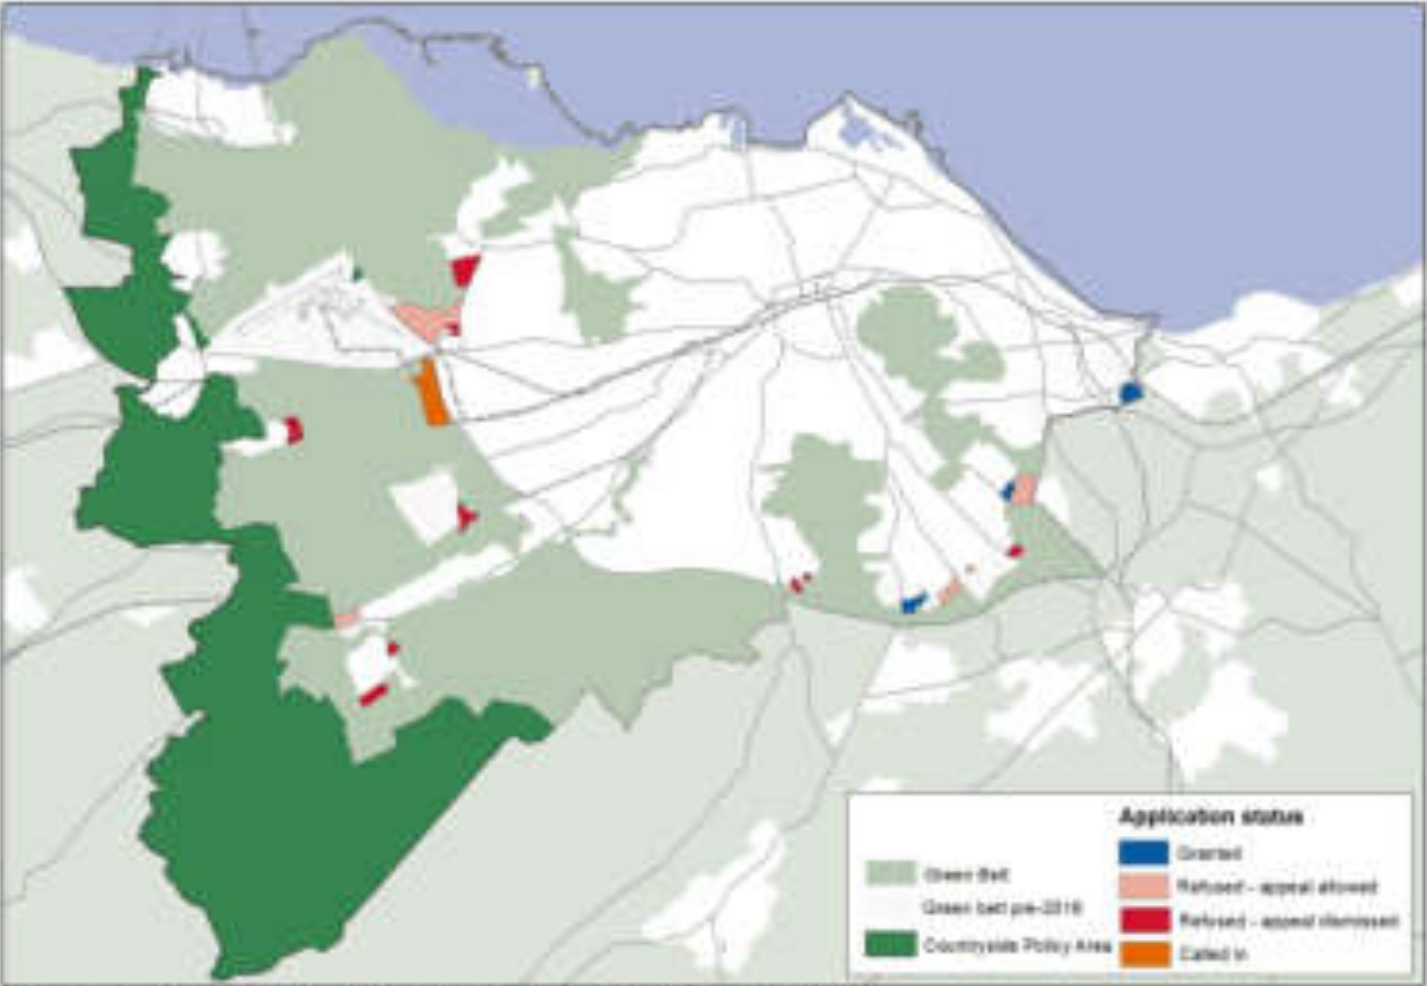 Application status
Granted
Green Belt
Refused - appeal allowed
Green belt pre-2016
Refused - appeal dismissed
Countryside Policy Area
Called in